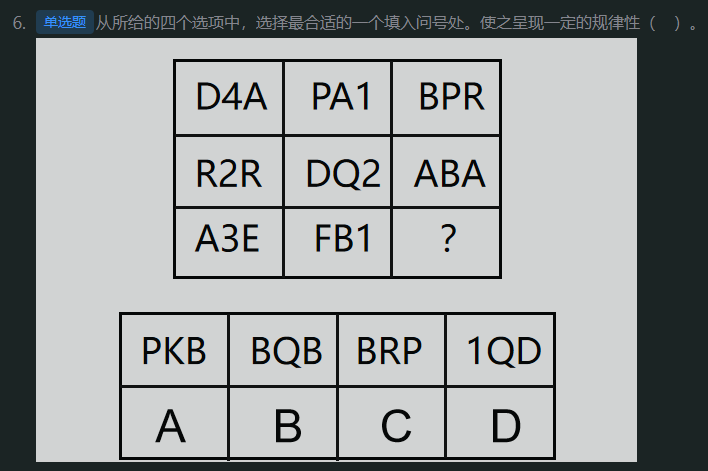 6. 单选题 从所给的四个选项中，选择最合适的一个填入问号处。使之呈现一定的规律性（ ）。
D4A PA1 BPR
R2R DQ2 ABA
A3E FB1 ?
PKB BQB BRP 1QD
A B C D